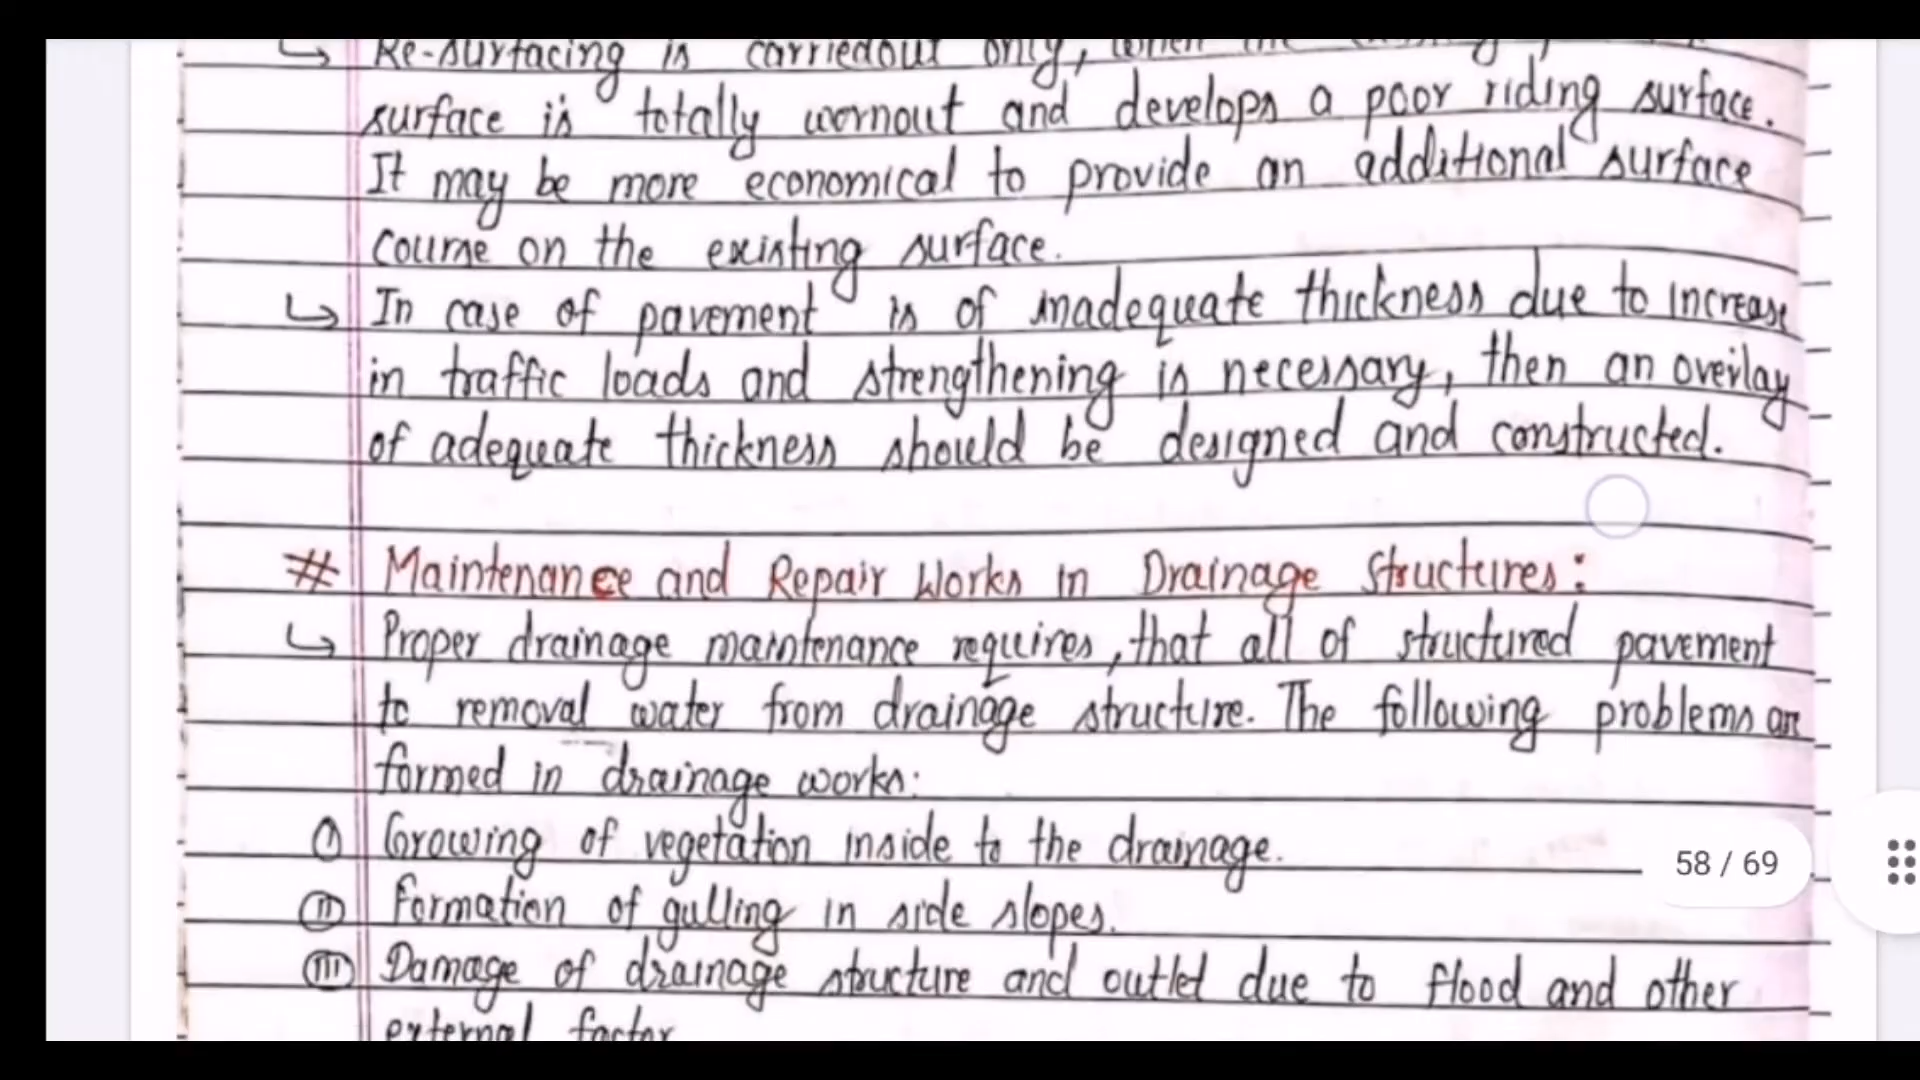 ↳ Re-surfacing is carriedout only, when the existing
surface is totally wornout and develops a poor riding surface.
It may be more economical to provide an additional surface
course on the existing surface.
↳ In case of pavement is of inadequate thickness due to increase
in traffic loads and strengthening is necessary, then an overlay
of adequate thickness should be designed and constructed.
# Maintenance and Repair Works in Drainage Structures:
↳ Proper drainage maintenance requires, that all of structured pavement
to removal water from drainage structure. The following problems are
formed in drainage works:
(i) Growing of vegetation inside to the drainage.
58 / 69
(ii) Formation of gulling in side slopes.
(iii) Damage of drainage structure and outlet due to flood and other
external factor